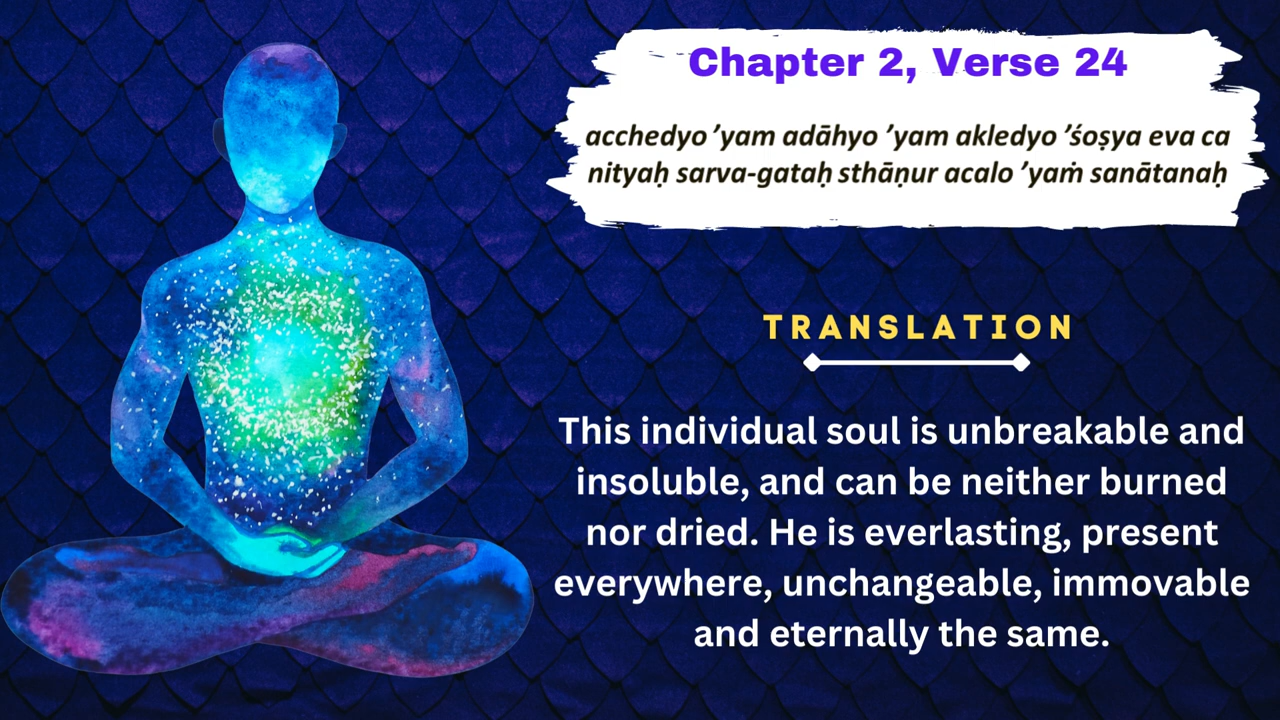 Chapter 2, Verse 24
acchedyo ’yam adāhyo ’yam akledyo ’śoṣya eva ca
nityaḥ sarva-gataḥ sthāṇur acalo ’yaṁ sanātanaḥ
TRANSLATION
This individual soul is unbreakable and
insoluble, and can be neither burned
nor dried. He is everlasting, present
everywhere, unchangeable, immovable
and eternally the same.